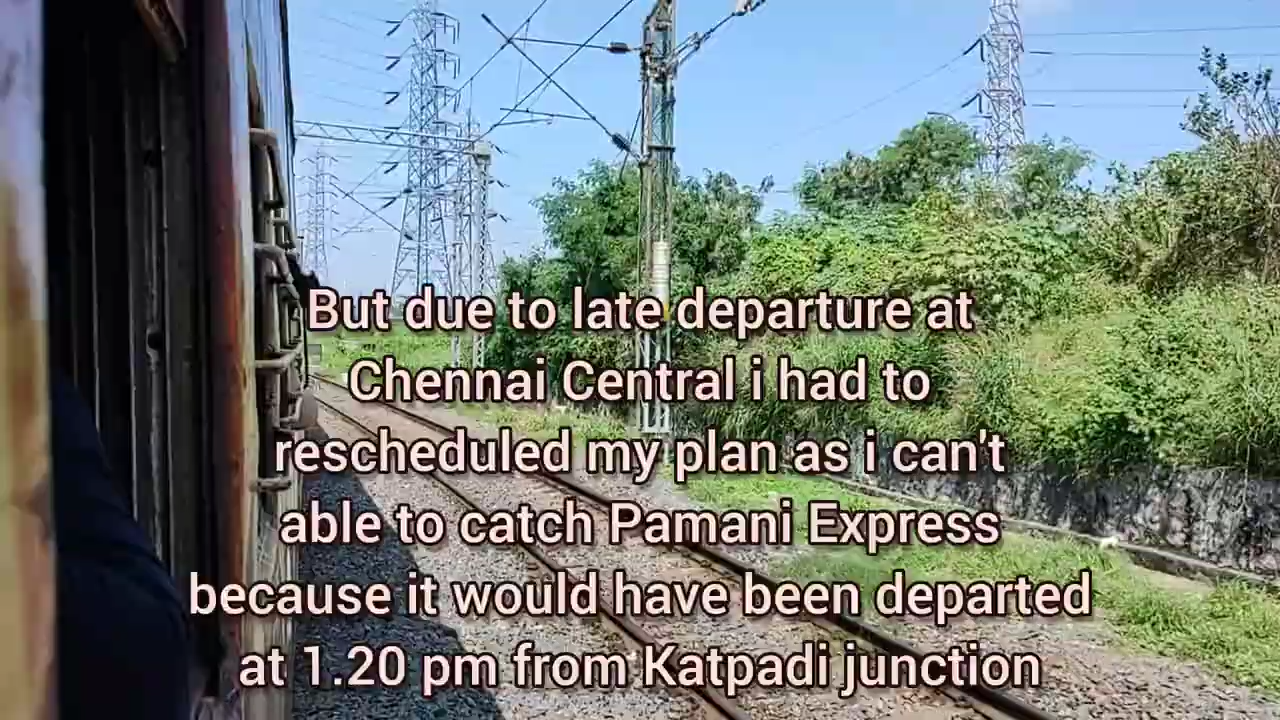 But due to late departure at
Chennai Central i had to
rescheduled my plan as i can't
able to catch Pamani Express
because it would have been departed
at 1.20 pm from Katpadi junction